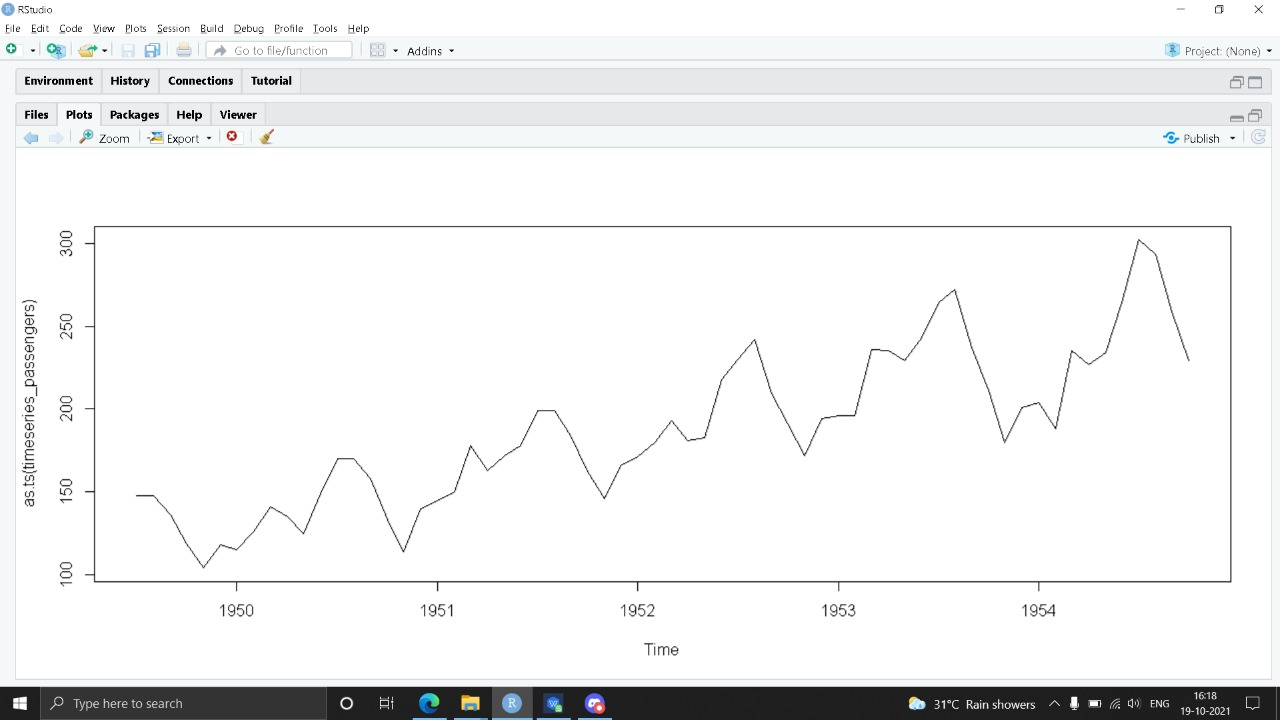 RStudio
File Edit Code View Plots Session Build Debug Profile Tools Help
Go to file/function Addins Project: (None)
Environment History Connections Tutorial
Files Plots Packages Help Viewer
Zoom Export Publish
as.ts(timeseries_passengers)
300
250
200
150
100
1950 1951 1952 1953 1954
Time
Type here to search 31°C Rain showers ENG 16:18
19-10-2021